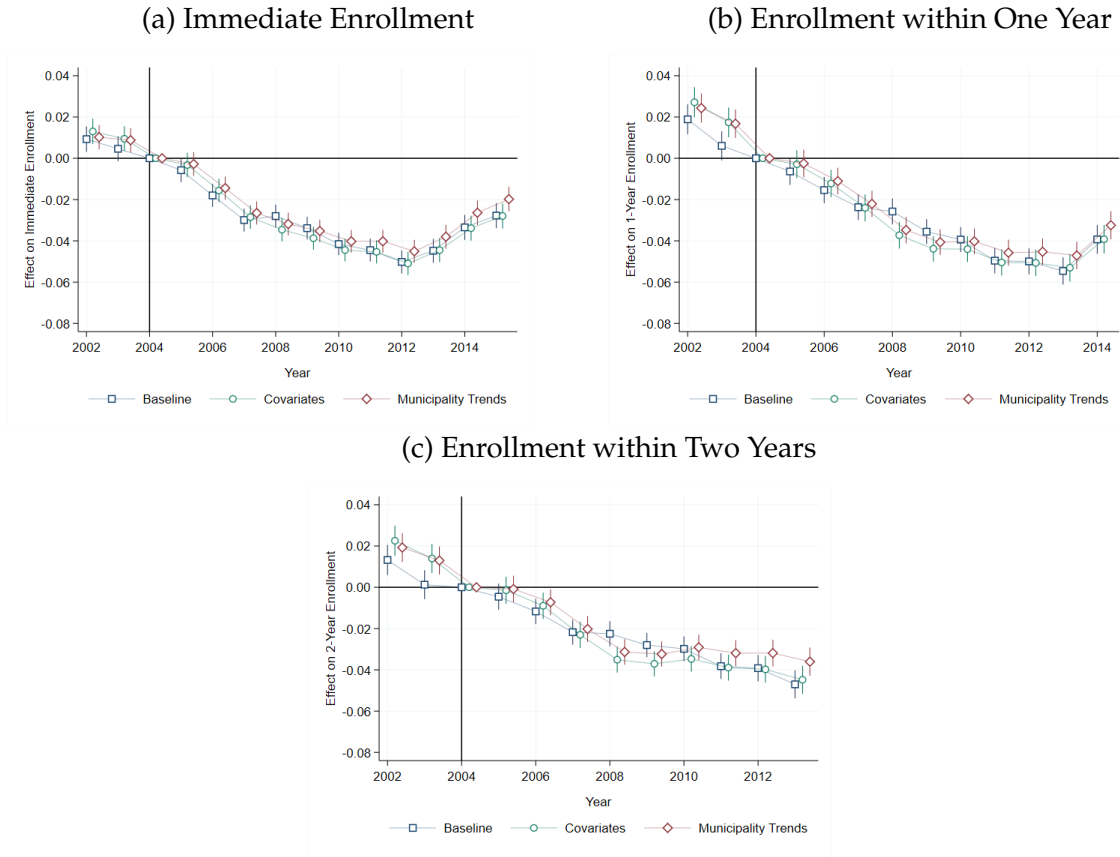 (a) Immediate Enrollment
(b) Enrollment within One Year
Effect on Immediate Enrollment
0.04
0.02
0.00
-0.02
-0.04
-0.06
-0.08
2002 2004 2006 2008 2010 2012 2014
Year
Baseline Covariates Municipality Trends
Effect on 1-Year Enrollment
0.04
0.02
0.00
-0.02
-0.04
-0.06
-0.08
2002 2004 2006 2008 2010 2012 2014
Year
Baseline Covariates Municipality Trends
(c) Enrollment within Two Years
Effect on 2-Year Enrollment
0.04
0.02
0.00
-0.02
-0.04
-0.06
-0.08
2002 2004 2006 2008 2010 2012
Year
Baseline Covariates Municipality Trends